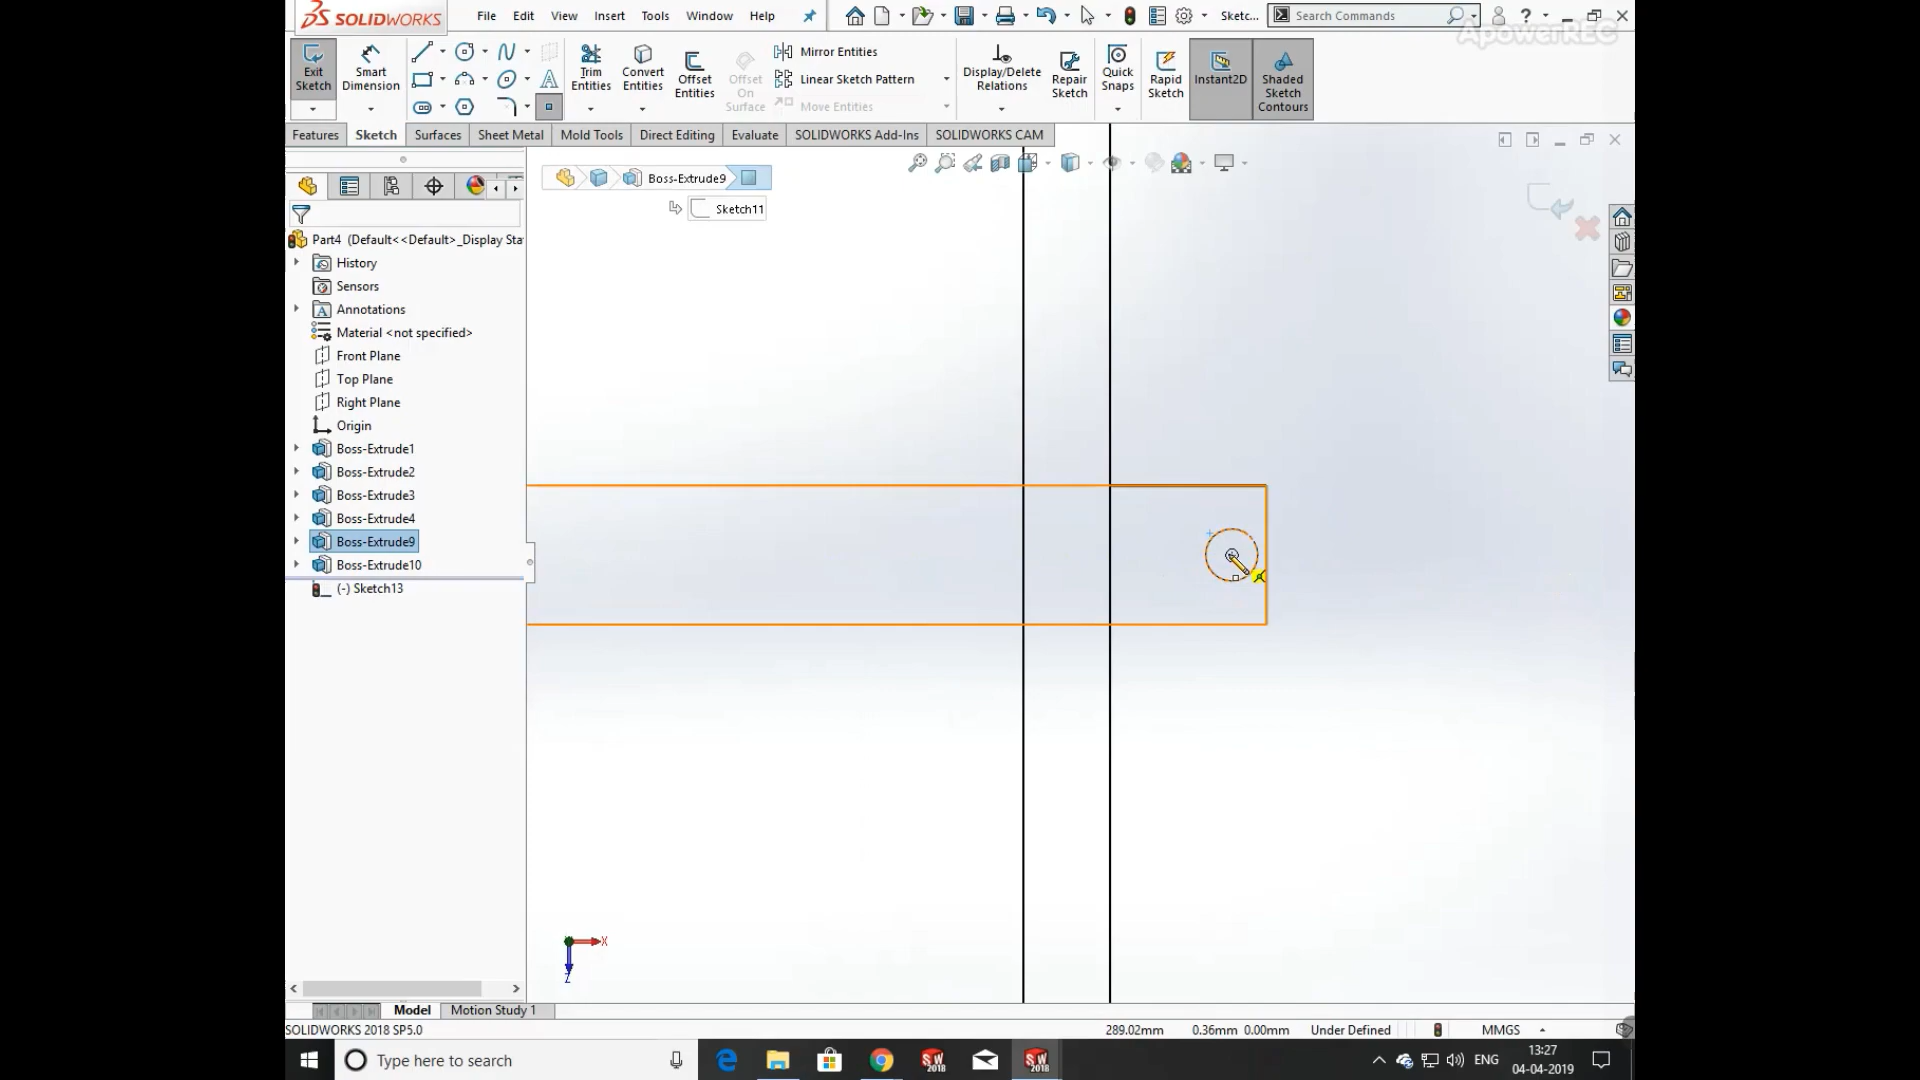 SOLIDWORKS
File Edit View Insert Tools Window Help
Sketc...
Search Commands
?
ApowerREC
Exit Sketch
Smart Dimension
Trim Entities
Convert Entities
Offset Entities
Offset On Surface
Mirror Entities
Linear Sketch Pattern
Move Entities
Display/Delete Relations
Repair Sketch
Quick Snaps
Rapid Sketch
Instant2D
Shaded Sketch Contours
Features Sketch Surfaces Sheet Metal Mold Tools Direct Editing Evaluate SOLIDWORKS Add-Ins SOLIDWORKS CAM
Boss-Extrude9
Sketch11
Part4 (Default<<Default>_Display Sta
History
Sensors
Annotations
Material <not specified>
Front Plane
Top Plane
Right Plane
Origin
Boss-Extrude1
Boss-Extrude2
Boss-Extrude3
Boss-Extrude4
Boss-Extrude9
Boss-Extrude10
(-) Sketch13
X
Z
Model Motion Study 1
SOLIDWORKS 2018 SP5.0
289.02mm 0.36mm 0.00mm Under Defined MMGS
Type here to search
SW 2018
SW 2018
ENG
13:27
04-04-2019